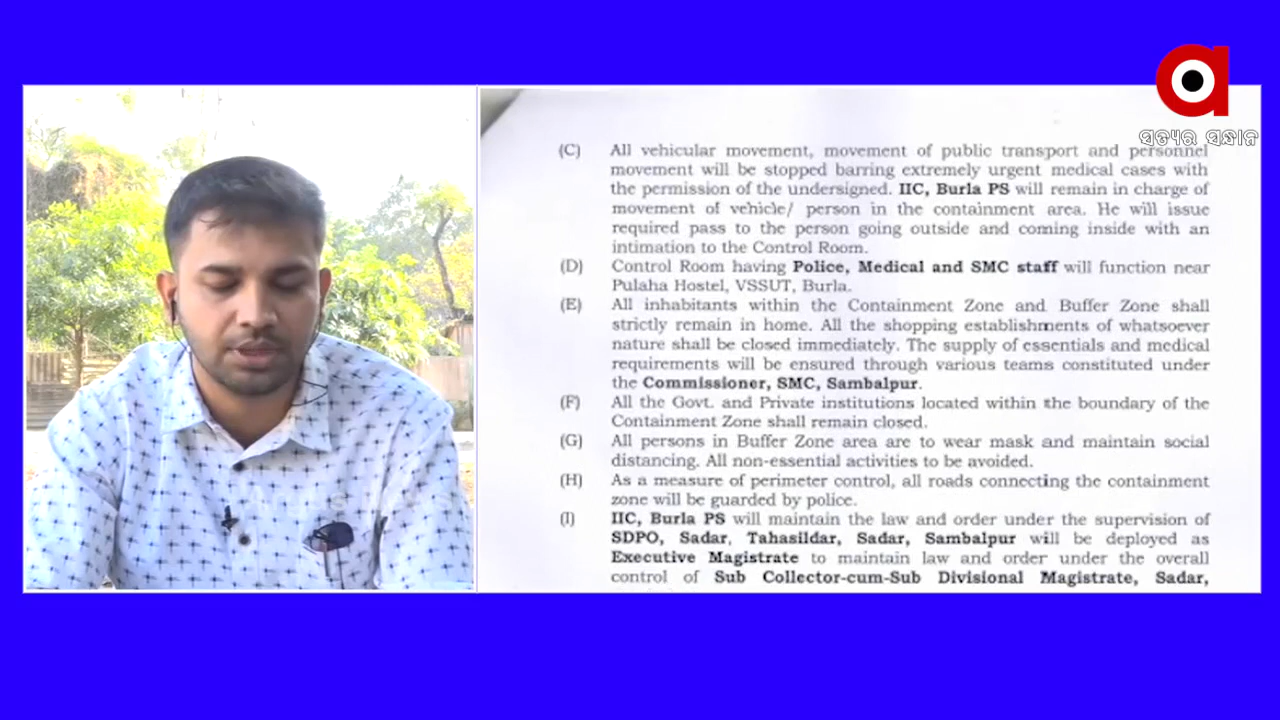 ସତ୍ୟର ସନ୍ଧାନ
(C) All vehicular movement, movement of public transport and personnel
movement will be stopped barring extremely urgent medical cases with
the permission of the undersigned. IIC, Burla PS will remain in charge of
movement of vehicle/ person in the containment area. He will issue
required pass to the person going outside and coming inside with an
intimation to the Control Room.
(D) Control Room having Police, Medical and SMC staff will function near
Pulaha Hostel, VSSUT, Burla.
(E) All inhabitants within the Containment Zone and Buffer Zone shall
strictly remain in home. All the shopping establishments of whatsoever
nature shall be closed immediately. The supply of essentials and medical
requirements will be ensured through various teams constituted under
the Commissioner, SMC, Sambalpur.
(F) All the Govt. and Private institutions located within the boundary of the
Containment Zone shall remain closed.
(G) All persons in Buffer Zone area are to wear mask and maintain social
distancing. All non-essential activities to be avoided.
(H) As a measure of perimeter control, all roads connecting the containment
zone will be guarded by police.
(I) IIC, Burla PS will maintain the law and order under the supervision of
SDPO, Sadar, Tahasildar, Sadar, Sambalpur will be deployed as
Executive Magistrate to maintain law and order under the overall
control of Sub Collector-cum-Sub Divisional Magistrate, Sadar,